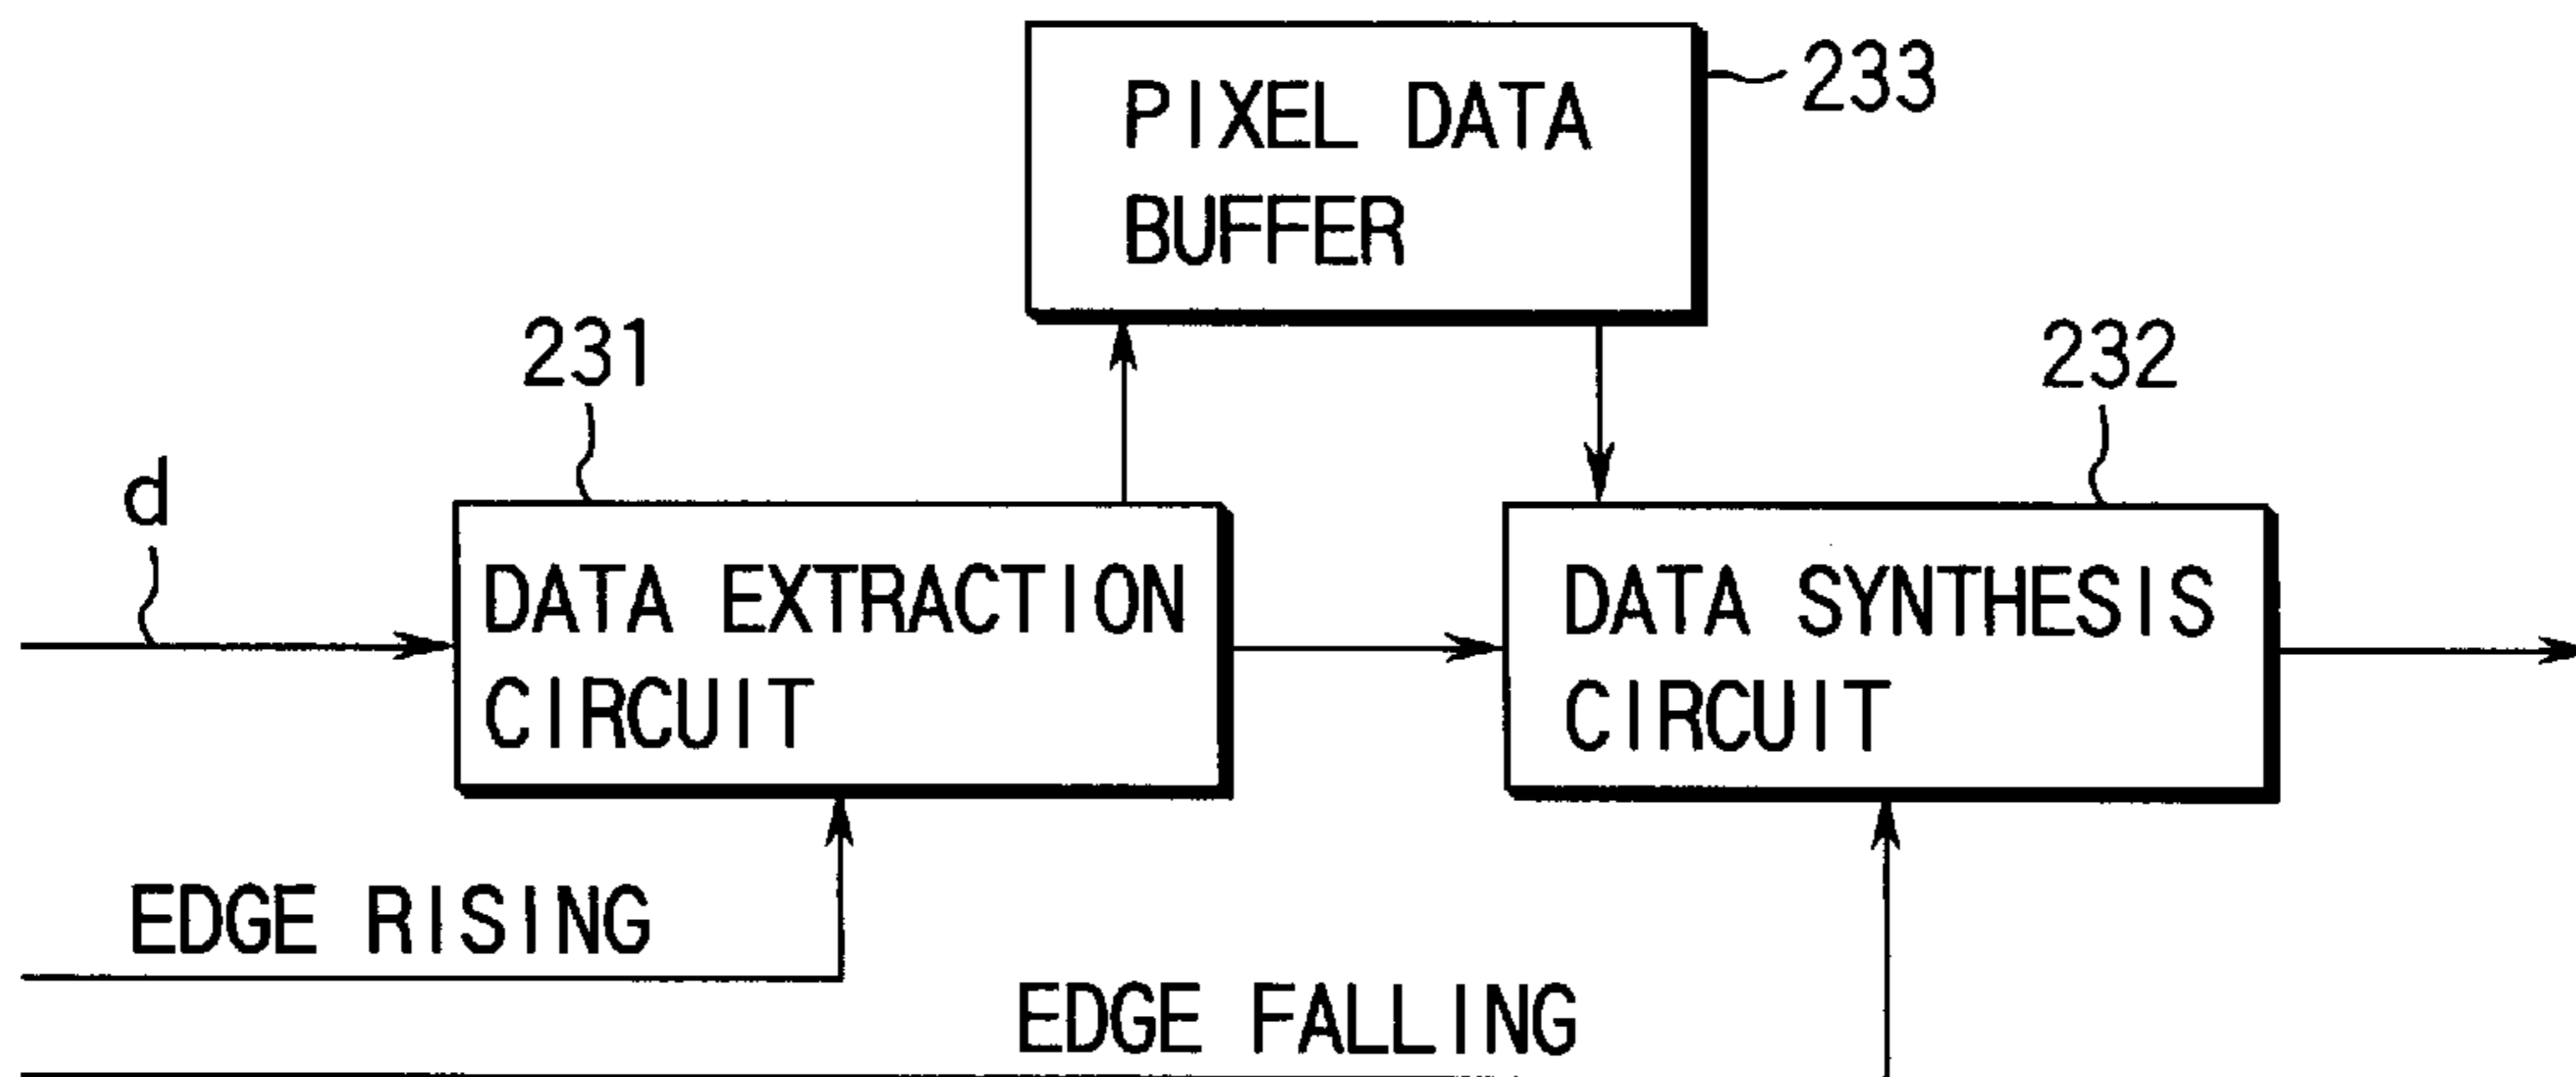 PIXEL DATA
BUFFER
233
231
232
d
DATA EXTRACTION
CIRCUIT
DATA SYNTHESIS
CIRCUIT
EDGE RISING
EDGE FALLING